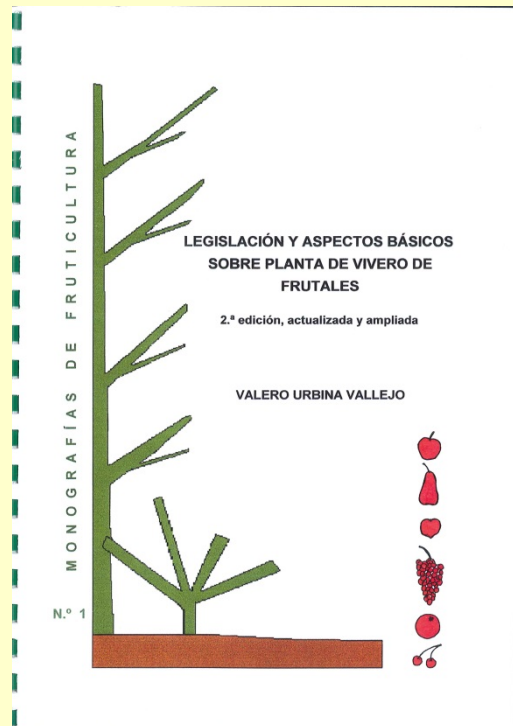 MONOGRAFÍAS DE FRUTICULTURA
N.º 1
LEGISLACIÓN Y ASPECTOS BÁSICOS
SOBRE PLANTA DE VIVERO DE
FRUTALES
2.ª edición, actualizada y ampliada
VALERO URBINA VALLEJO